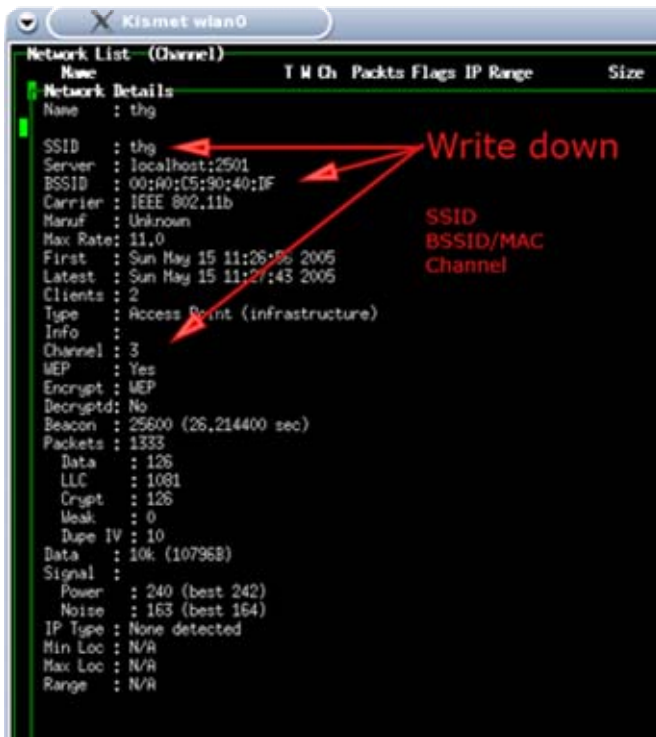 Kismet wlan0
Network List (Channel)
Name T W Ch Packts Flags IP Range Size
Network Details
Name : thg
SSID : thg
Server : localhost:2501
BSSID : 00:A0:C5:90:40:DF
Carrier : IEEE 802.11b
Manuf : Unknown
Max Rate: 11.0
First : Sun May 15 11:26:06 2005
Latest : Sun May 15 11:27:43 2005
Clients : 2
Type : Access Point (infrastructure)
Info :
Channel : 3
WEP : Yes
Encrypt : WEP
Decryptd: No
Beacon : 25600 (26.214400 sec)
Packets : 1333
Data : 126
LLC : 1081
Crypt : 126
Weak : 0
Dupe IV : 10
Data : 10k (10796B)
Signal :
Power : 240 (best 242)
Noise : 163 (best 164)
IP Type : None detected
Min Loc : N/A
Max Loc : N/A
Range : N/A
Write down
SSID
BSSID/MAC
Channel